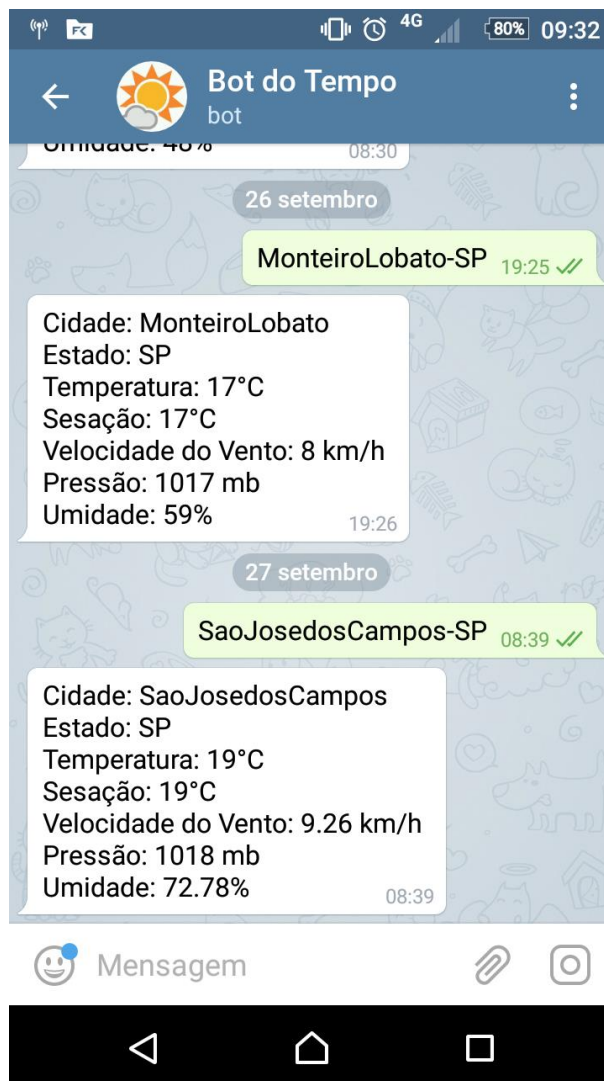 FK 4G 80% 09:32
Bot do Tempo
bot
Umidade: 48% 08:30
26 setembro
MonteiroLobato-SP 19:25
Cidade: MonteiroLobato
Estado: SP
Temperatura: 17°C
Sesação: 17°C
Velocidade do Vento: 8 km/h
Pressão: 1017 mb
Umidade: 59% 19:26
27 setembro
SaoJosedosCampos-SP 08:39
Cidade: SaoJosedosCampos
Estado: SP
Temperatura: 19°C
Sesação: 19°C
Velocidade do Vento: 9.26 km/h
Pressão: 1018 mb
Umidade: 72.78% 08:39
Mensagem